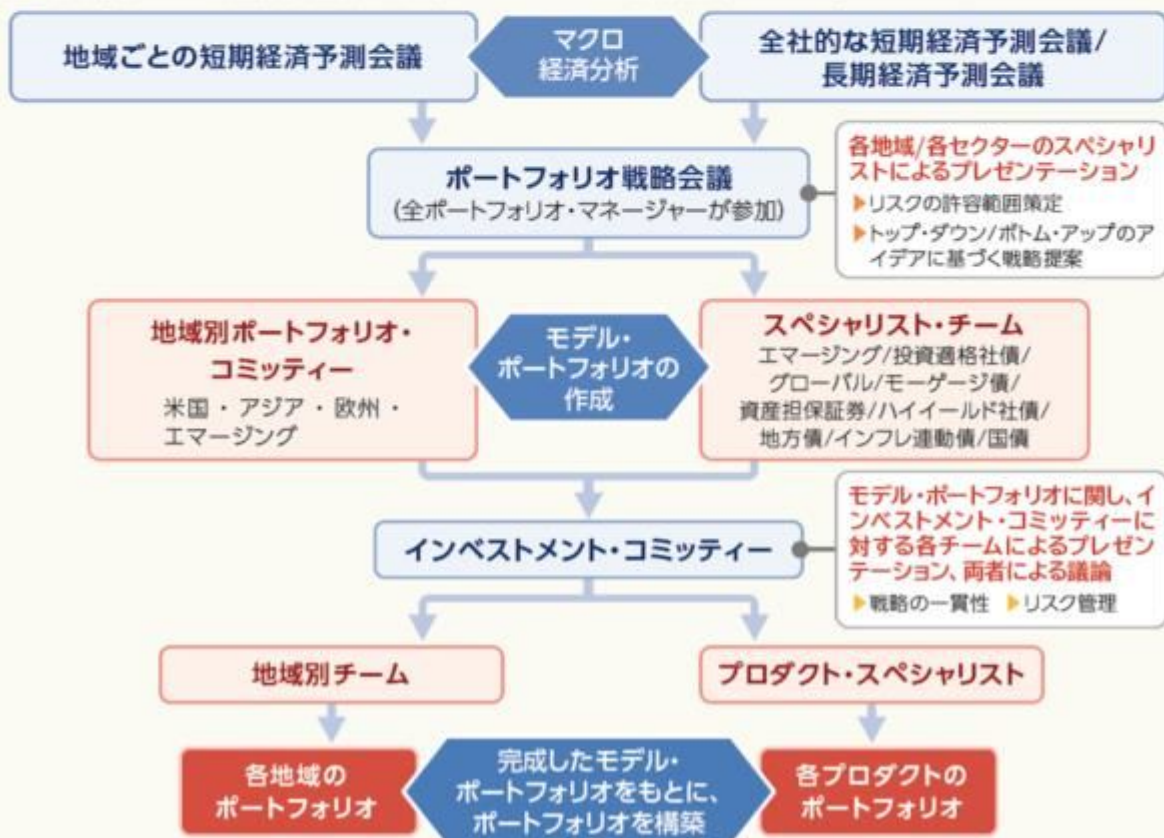 地域ごとの短期経済予測会議
マクロ
経済分析
全社的な短期経済予測会議/
長期経済予測会議
ポートフォリオ戦略会議
(全ポートフォリオ・マネージャーが参加)
各地域/各セクターのスペシャリ
ストによるプレゼンテーション
▶リスクの許容範囲策定
▶トップ・ダウン/ボトム・アップのア
イデアに基づく戦略提案
地域別ポートフォリオ・
コミッティー
米国・アジア・欧州・
エマージング
モデル・
ポートフォリオの
作成
スペシャリスト・チーム
エマージング/投資適格社債/
グローバル/モーゲージ債/
資産担保証券/ハイイールド社債/
地方債/インフレ連動債/国債
インベストメント・コミッティー
モデル・ポートフォリオに関し、イ
ンベストメント・コミッティーに
対する各チームによるプレゼン
テーション、両者による議論
▶戦略の一貫性 ▶リスク管理
地域別チーム
プロダクト・スペシャリスト
各地域の
ポートフォリオ
完成したモデル・
ポートフォリオをもとに、
ポートフォリオを構築
各プロダクトの
ポートフォリオ